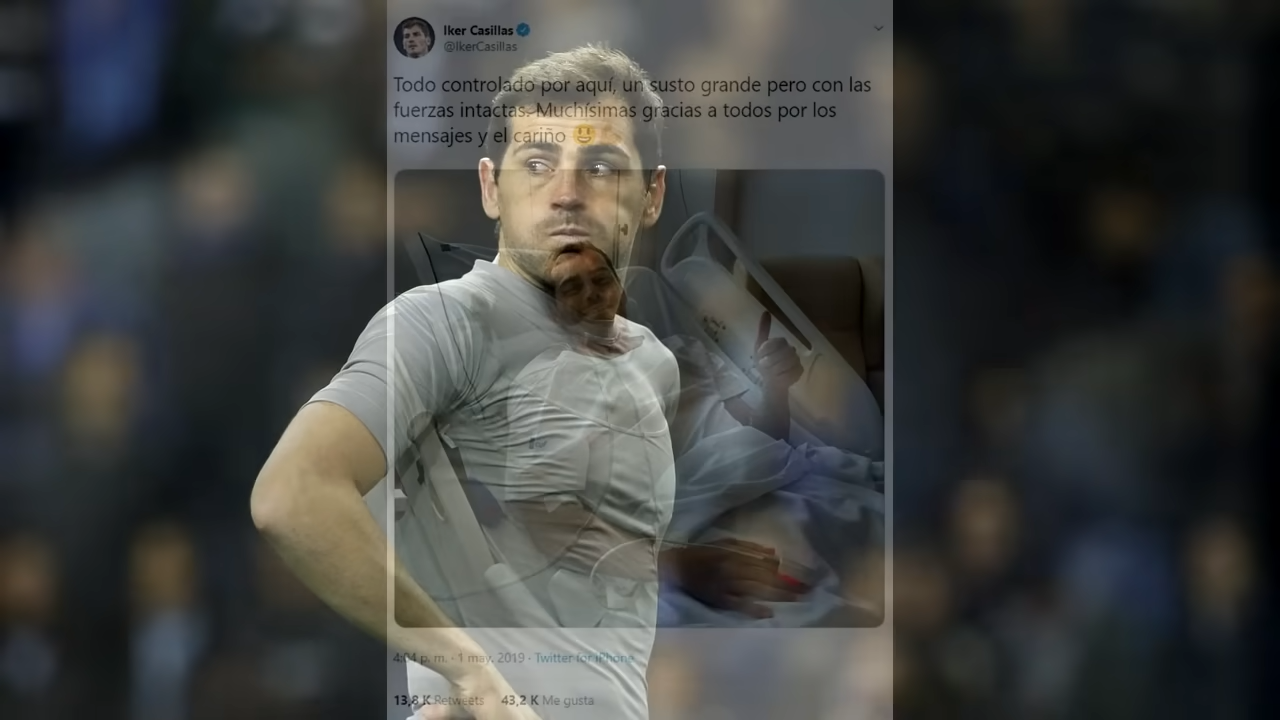 Iker Casillas
@IkerCasillas
Todo controlado por aquí, un susto grande pero con las
fuerzas intactas. Muchísimas gracias a todos por los
mensajes y el cariño 😃
4:04 p. m. · 1 may. 2019 · Twitter for iPhone
13,8 K Retweets 43,2 K Me gusta